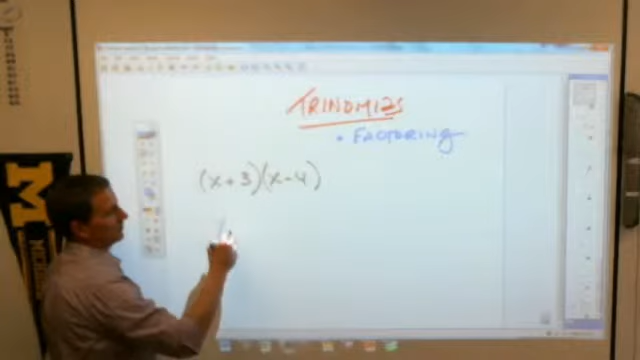 TRINOMIALS
• FACTORING
(x+3)(x-4)